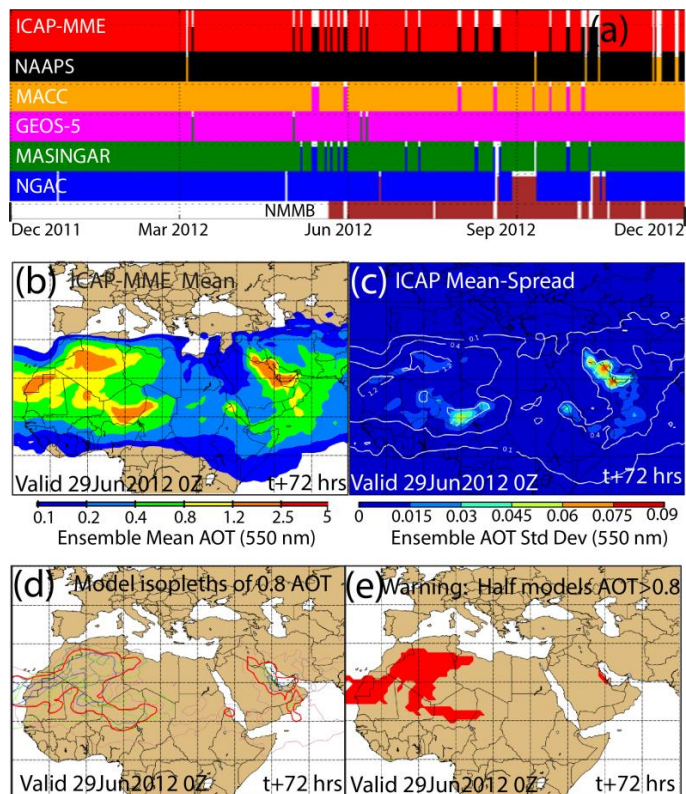 ICAP-MME
(a)
NAAPS
MACC
GEOS-5
MASINGAR
NGAC
NMMB
Dec 2011 Mar 2012 Jun 2012 Sep 2012 Dec 2012
(b) ICAP-MME Mean
Valid 29Jun2012 0Z t+72 hrs
0.1 0.2 0.4 0.8 1.2 2.5 5
Ensemble Mean AOT (550 nm)
(c) ICAP Mean-Spread
Valid 29Jun2012 0Z t+72 hrs
0 0.015 0.03 0.045 0.06 0.075 0.09
Ensemble AOT Std Dev (550 nm)
(d) Model isopleths of 0.8 AOT
Valid 29Jun2012 0Z t+72 hrs
(e) Warning: Half models AOT>0.8
Valid 29Jun2012 0Z t+72 hrs